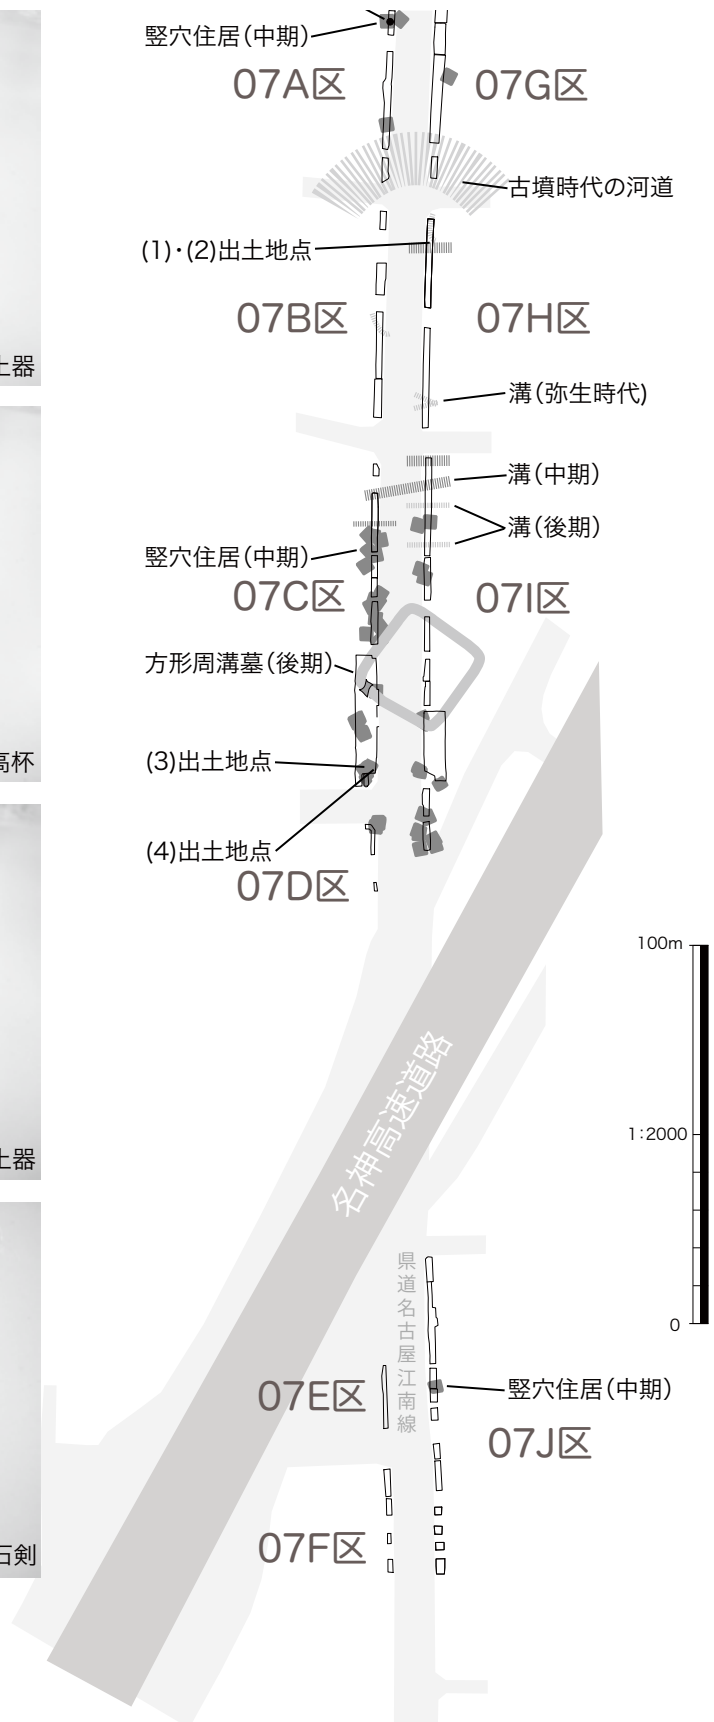 竪穴住居(中期)
07A区
07G区
古墳時代の河道
(1)・(2)出土地点
07B区
07H区
土器
溝(弥生時代)
溝(中期)
溝(後期)
竪穴住居(中期)
07C区
07I区
方形周溝墓(後期)
高杯
(3)出土地点
(4)出土地点
07D区
100m
名神高速道路
1:2000
土器
県道名古屋江南線
0
07E区
竪穴住居(中期)
07J区
07F区
石剣